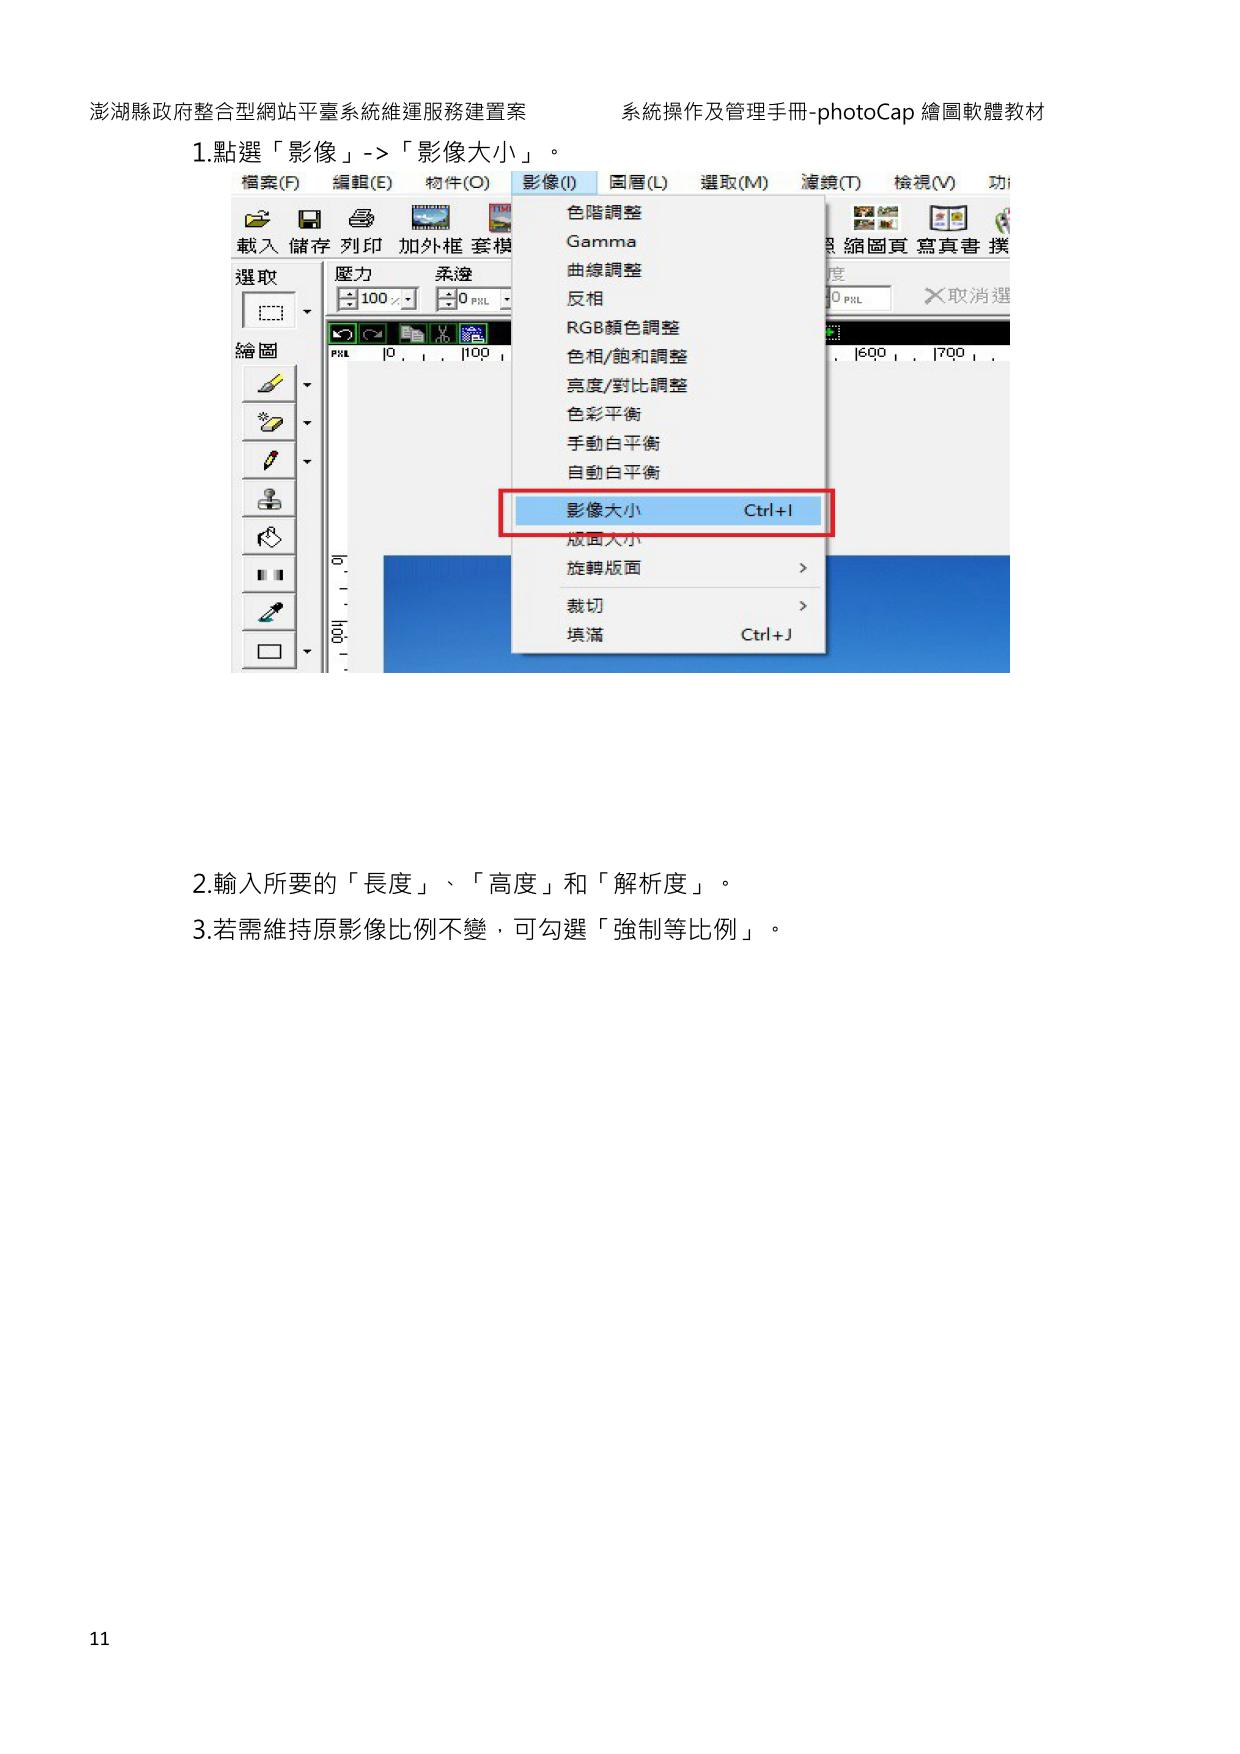 澎湖縣政府整合型網站平臺系統維運服務建置案 系統操作及管理手冊-photoCap 繪圖軟體教材
1.點選「影像」->「影像大小」。
檔案(F) 編輯(E) 物件(O) 影像(I) 圖層(L) 選取(M) 濾鏡(T) 檢視(V)
載入 儲存 列印 加外框 套模 縮圖頁 寫真書
選取 壓力 柔邊 度
100 % 0 PXL 0 PXL 取消選
繪圖
PXL 0 100 600 700
色階調整
Gamma
曲線調整
反相
RGB顏色調整
色相/飽和調整
亮度/對比調整
色彩平衡
手動白平衡
自動白平衡
影像大小 Ctrl+I
版面大小
旋轉版面 >
裁切 >
填滿 Ctrl+J
0
100
2.輸入所要的「長度」、「高度」和「解析度」。
3.若需維持原影像比例不變，可勾選「強制等比例」。
11